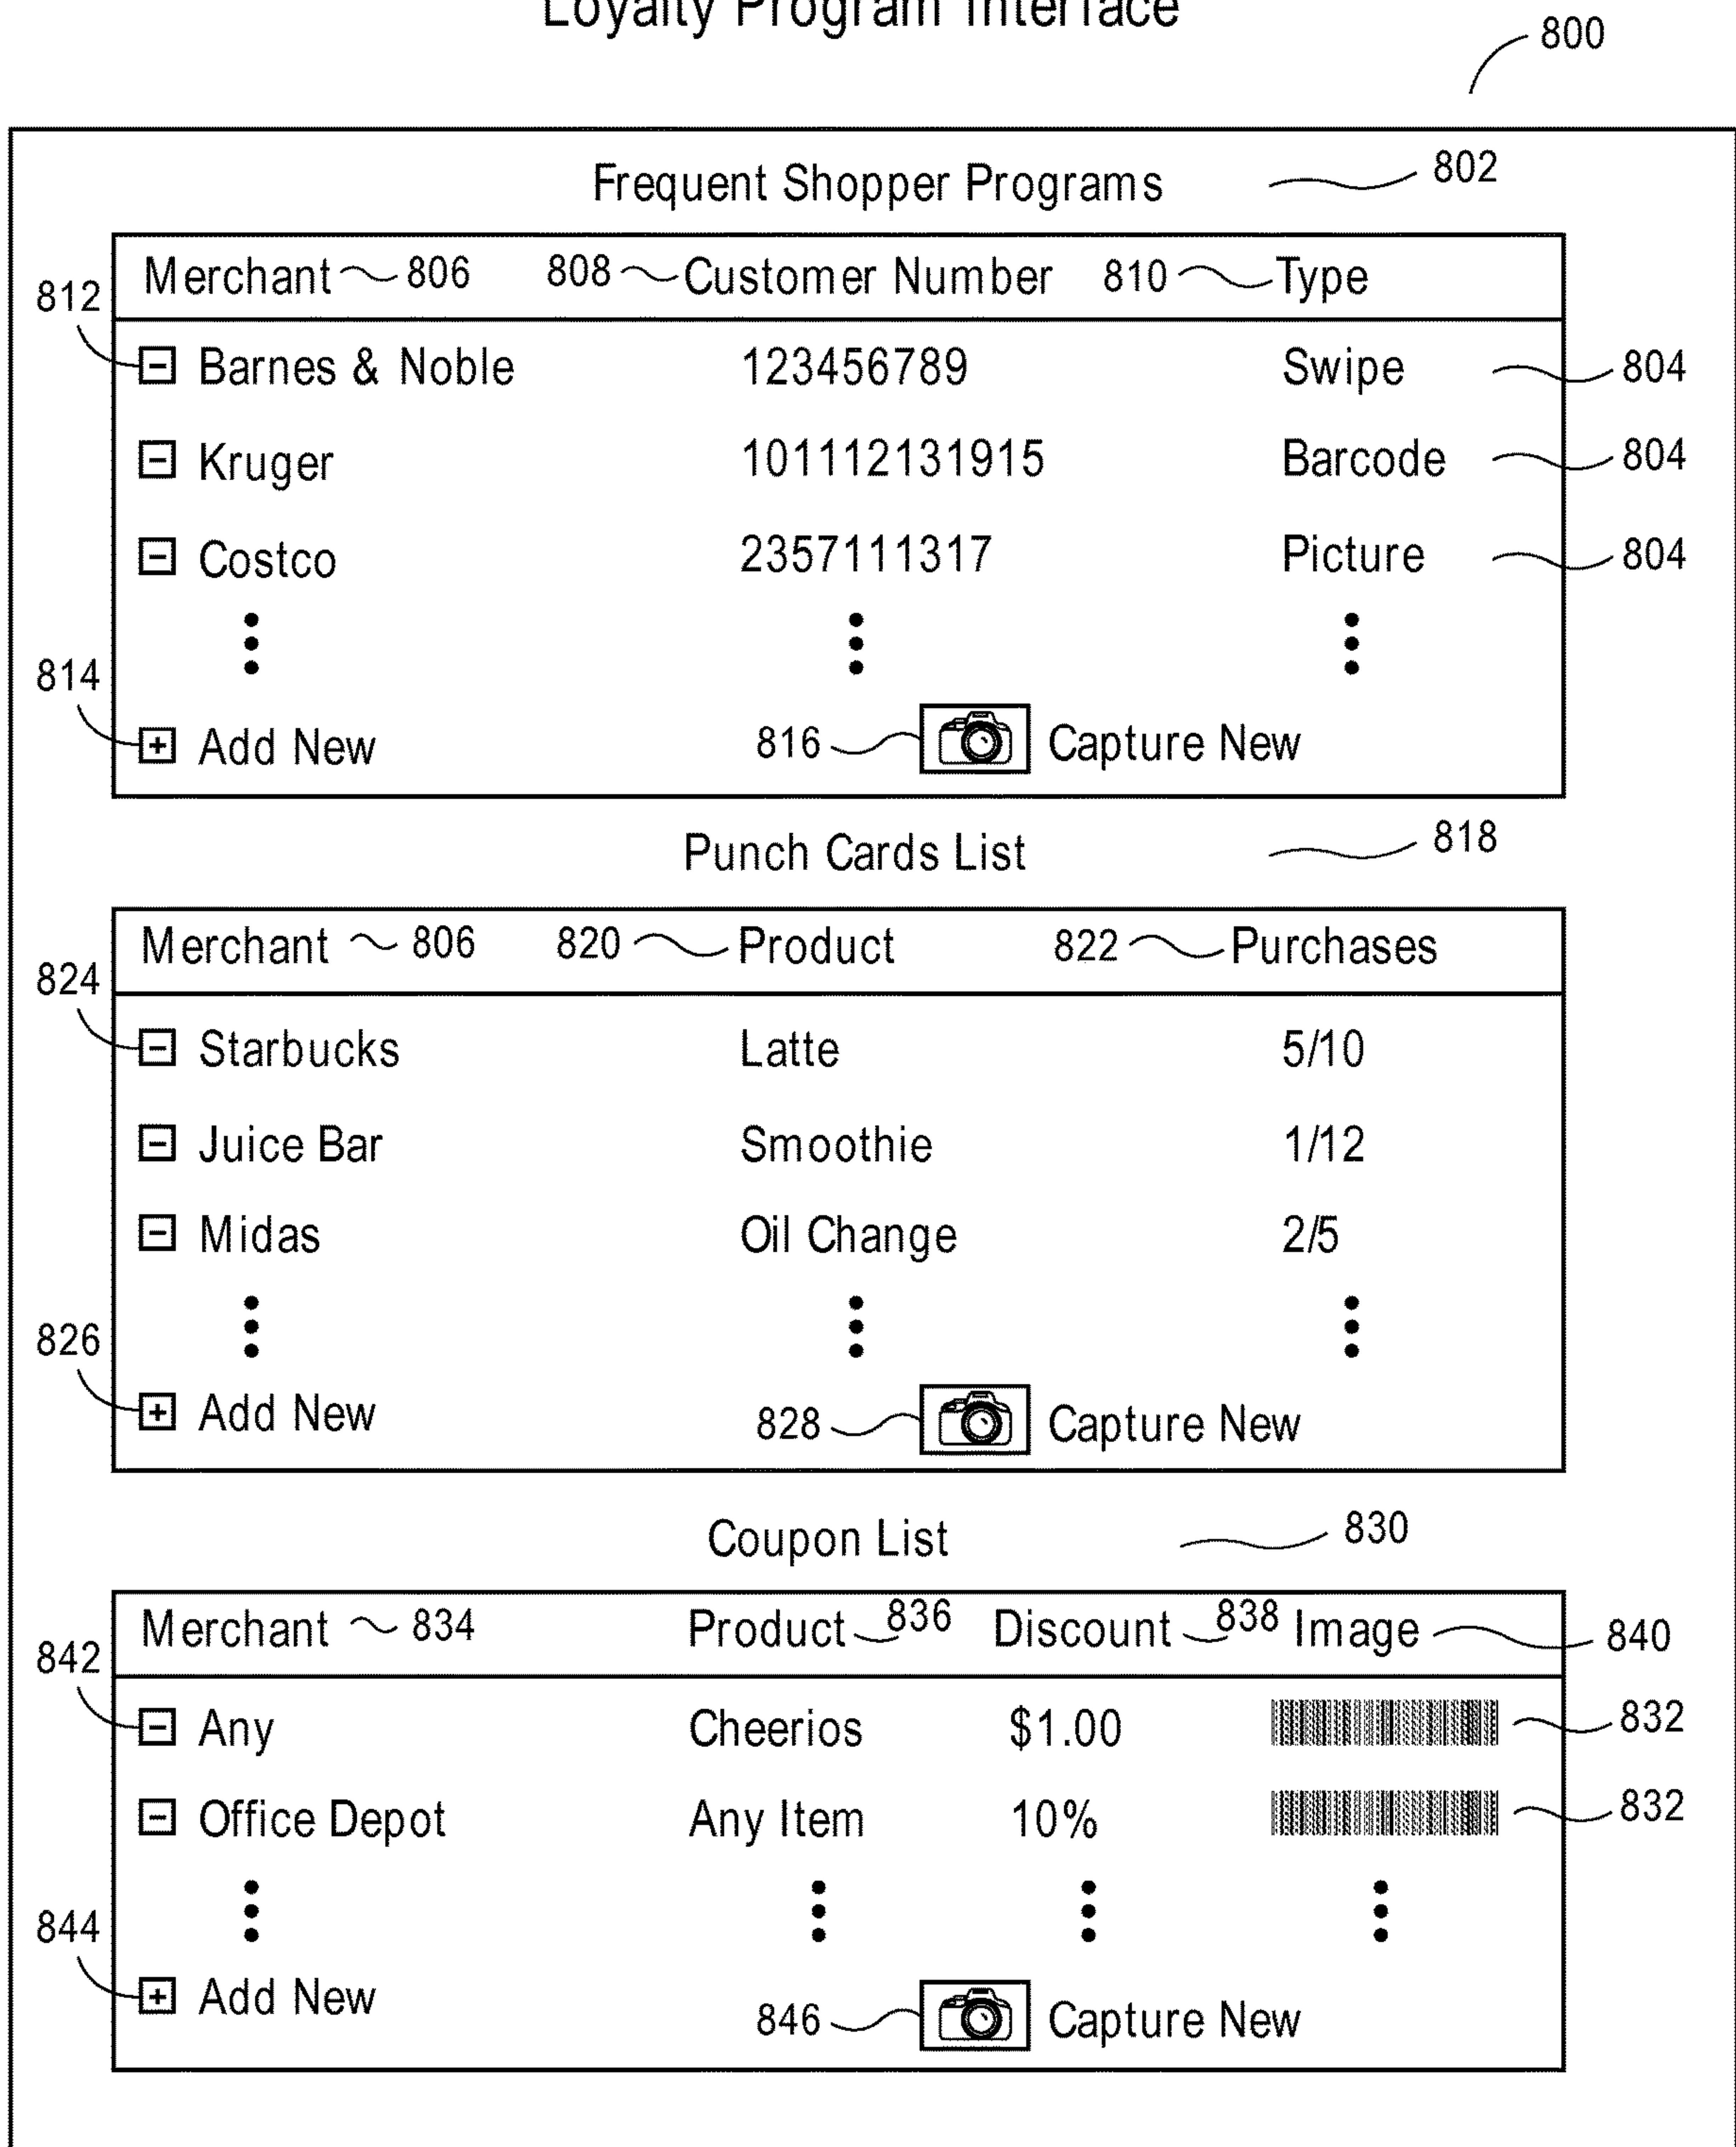 Loyalty Program Interface
800
Frequent Shopper Programs 802
Merchant 806 808 Customer Number 810 Type
812
Barnes & Noble 123456789 Swipe 804
Kruger 101112131915 Barcode 804
Costco 2357111317 Picture 804
814
Add New 816 Capture New
Punch Cards List 818
Merchant 806 820 Product 822 Purchases
824
Starbucks Latte 5/10
Juice Bar Smoothie 1/12
Midas Oil Change 2/5
826
Add New 828 Capture New
Coupon List 830
Merchant 834 Product 836 Discount 838 Image 840
842
Any Cheerios $1.00 832
Office Depot Any Item 10% 832
844
Add New 846 Capture New